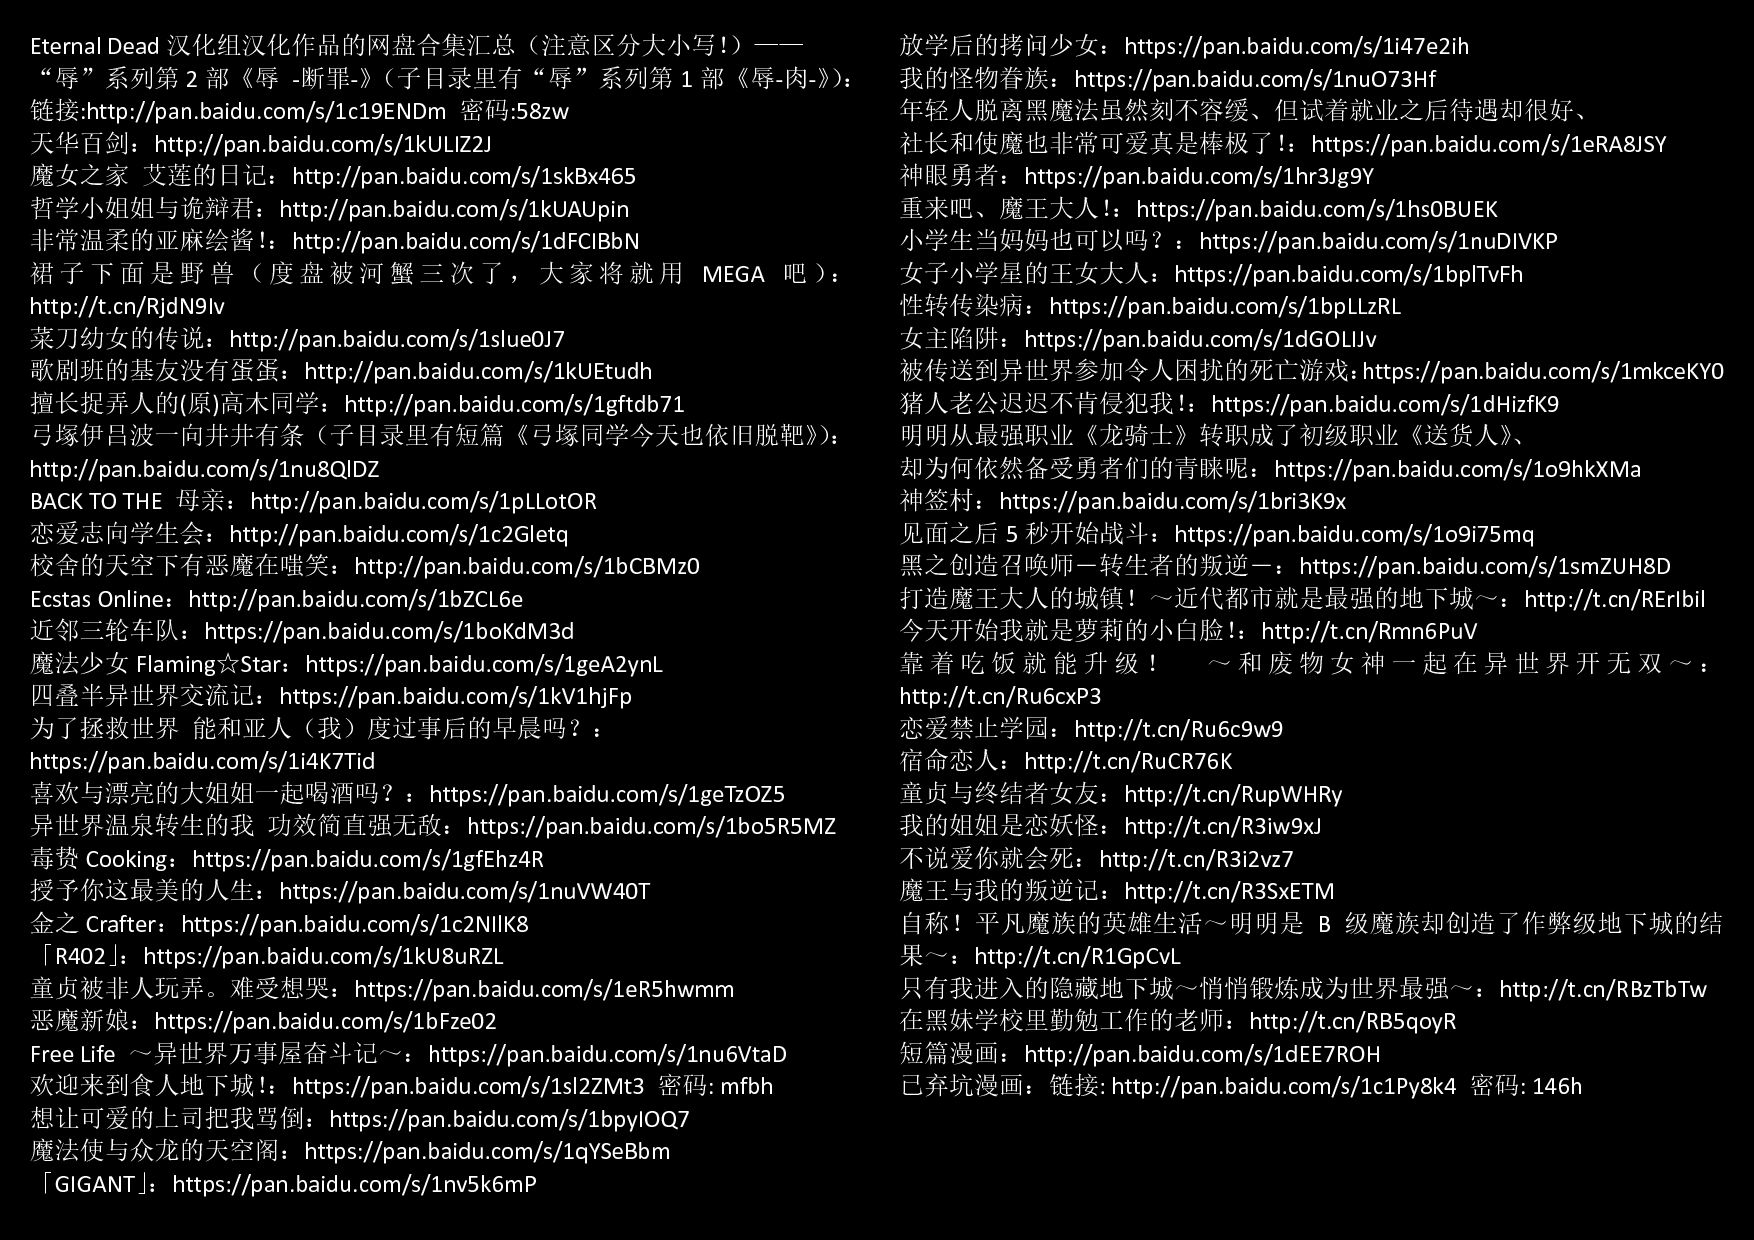 Eternal Dead 汉化组汉化作品的网盘合集汇总（注意区分大小写！）——
“辱”系列第 2 部《辱 -断罪-》（子目录里有“辱”系列第 1 部《辱-肉-》）：
链接:http://pan.baidu.com/s/1c19ENDm 密码:58zw
天华百剑：http://pan.baidu.com/s/1kULIZ2J
魔女之家 艾莲的日记：http://pan.baidu.com/s/1skBx465
哲学小姐姐与诡辩君：http://pan.baidu.com/s/1kUAUpin
非常温柔的亚麻绘酱！：http://pan.baidu.com/s/1dFCIBbN
裙子下面是野兽（度盘被河蟹三次了，大家将就用 MEGA 吧）：
http://t.cn/RjdN9Iv
菜刀幼女的传说：http://pan.baidu.com/s/1slue0J7
歌剧班的基友没有蛋蛋：http://pan.baidu.com/s/1kUEtudh
擅长捉弄人的(原)高木同学：http://pan.baidu.com/s/1gftdb71
弓塚伊吕波一向井井有条（子目录里有短篇《弓塚同学今天也依旧脱靶》）：
http://pan.baidu.com/s/1nu8QlDZ
BACK TO THE 母亲：http://pan.baidu.com/s/1pLLotOR
恋爱志向学生会：http://pan.baidu.com/s/1c2Gletq
校舍的天空下有恶魔在嗤笑：http://pan.baidu.com/s/1bCBMz0
Ecstas Online：http://pan.baidu.com/s/1bZCL6e
近邻三轮车队：https://pan.baidu.com/s/1boKdM3d
魔法少女 Flaming☆Star：https://pan.baidu.com/s/1geA2ynL
四叠半异世界交流记：https://pan.baidu.com/s/1kV1hjFp
为了拯救世界 能和亚人（我）度过事后的早晨吗？：
https://pan.baidu.com/s/1i4K7Tid
喜欢与漂亮的大姐姐一起喝酒吗？：https://pan.baidu.com/s/1geTzOZ5
异世界温泉转生的我 功效简直强无敌：https://pan.baidu.com/s/1bo5R5MZ
毒贽 Cooking：https://pan.baidu.com/s/1gfEhz4R
授予你这最美的人生：https://pan.baidu.com/s/1nuVW40T
金之 Crafter：https://pan.baidu.com/s/1c2NIlK8
「R402」：https://pan.baidu.com/s/1kU8uRZL
童贞被非人玩弄。难受想哭：https://pan.baidu.com/s/1eR5hwmm
恶魔新娘：https://pan.baidu.com/s/1bFze02
Free Life ～异世界万事屋奋斗记～：https://pan.baidu.com/s/1nu6VtaD
欢迎来到食人地下城！：https://pan.baidu.com/s/1sl2ZMt3 密码: mfbh
想让可爱的上司把我骂倒：https://pan.baidu.com/s/1bpyIOQ7
魔法使与众龙的天空阁：https://pan.baidu.com/s/1qYSeBbm
「GIGANT」：https://pan.baidu.com/s/1nv5k6mP
放学后的拷问少女：https://pan.baidu.com/s/1i47e2ih
我的怪物眷族：https://pan.baidu.com/s/1nuO73Hf
年轻人脱离黑魔法虽然刻不容缓、但试着就业之后待遇却很好、
社长和使魔也非常可爱真是棒极了！：https://pan.baidu.com/s/1eRA8JSY
神眼勇者：https://pan.baidu.com/s/1hr3Jg9Y
重来吧、魔王大人！：https://pan.baidu.com/s/1hs0BUEK
小学生当妈妈也可以吗？：https://pan.baidu.com/s/1nuDIVKP
女子小学星的王女大人：https://pan.baidu.com/s/1bplTvFh
性转传染病：https://pan.baidu.com/s/1bpLLzRL
女主陷阱：https://pan.baidu.com/s/1dGOLIJv
被传送到异世界参加令人困扰的死亡游戏：https://pan.baidu.com/s/1mkceKY0
猪人老公迟迟不肯侵犯我！：https://pan.baidu.com/s/1dHizfK9
明明从最强职业《龙骑士》转职成了初级职业《送货人》、
却为何依然备受勇者们的青睐呢：https://pan.baidu.com/s/1o9hkXMa
神签村：https://pan.baidu.com/s/1bri3K9x
见面之后 5 秒开始战斗：https://pan.baidu.com/s/1o9i75mq
黑之创造召唤师－转生者的叛逆－：https://pan.baidu.com/s/1smZUH8D
打造魔王大人的城镇！～近代都市就是最强的地下城～：http://t.cn/RErIbil
今天开始我就是萝莉的小白脸！：http://t.cn/Rmn6PuV
靠着吃饭就能升级！ ～和废物女神一起在异世界开无双～：
http://t.cn/Ru6cxP3
恋爱禁止学园：http://t.cn/Ru6c9w9
宿命恋人：http://t.cn/RuCR76K
童贞与终结者女友：http://t.cn/RupWHRy
我的姐姐是恋妖怪：http://t.cn/R3iw9xJ
不说爱你就会死：http://t.cn/R3i2vz7
魔王与我的叛逆记：http://t.cn/R3SxETM
自称！平凡魔族的英雄生活～明明是 B 级魔族却创造了作弊级地下城的结
果～：http://t.cn/R1GpCvL
只有我进入的隐藏地下城～悄悄锻炼成为世界最强～：http://t.cn/RBzTbTw
在黑妹学校里勤勉工作的老师：http://t.cn/RB5qoyR
短篇漫画：http://pan.baidu.com/s/1dEE7ROH
已弃坑漫画：链接: http://pan.baidu.com/s/1c1Py8k4 密码: 146h